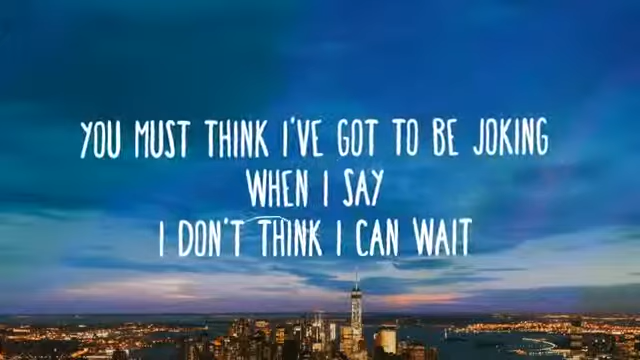 YOU MUST THINK I'VE GOT TO BE JOKING
WHEN I SAY
I DON'T THINK I CAN WAIT